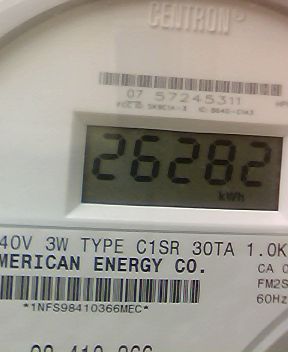 CENTRON
07 57245311
26282
kWh
40V 3W TYPE C1SR 30TA 1.0K
MERICAN ENERGY CO.
CA 0
FM2S
60Hz
*1NFS98410366MEC*